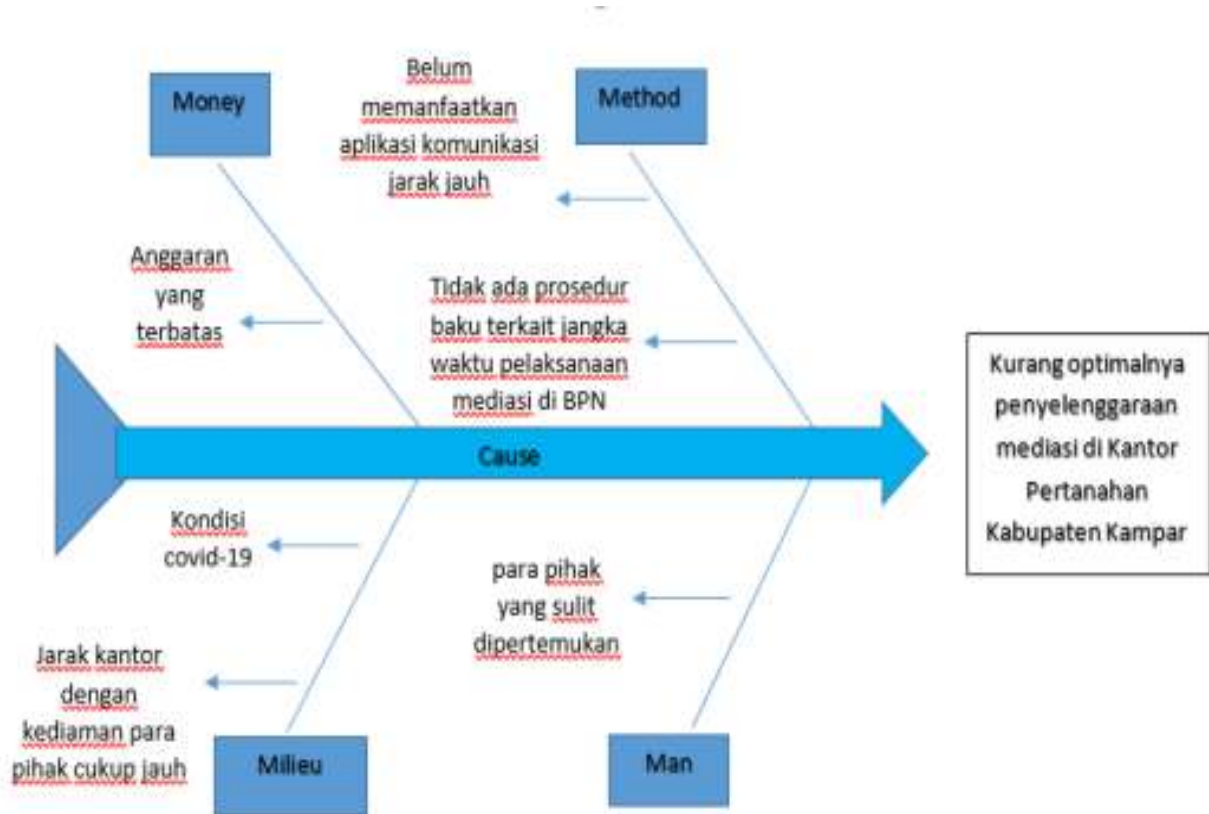 Money
Belum
memanfaatkan
aplikasi komunikasi
jarak jauh
Method
Anggaran
yang
terbatas
Tidak ada prosedur
baku terkait jangka
waktu pelaksanaan
mediasi di BPN
Cause
Kurang optimalnya
penyelenggaraan
mediasi di Kantor
Pertanahan
Kabupaten Kampar
Kondisi
covid-19
para pihak
yang sulit
dipertemukan
Jarak kantor
dengan
kediaman para
pihak cukup jauh
Milieu
Man